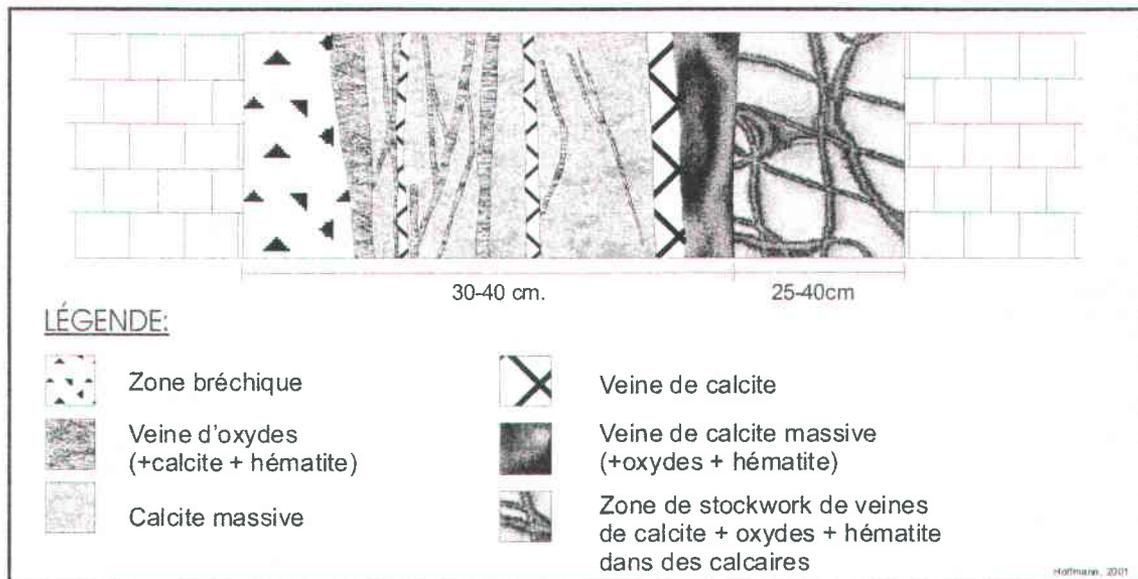 30-40 cm.
25-40cm
LÉGENDE:
Zone bréchique
Veine d'oxydes
(+calcite + hématite)
Calcite massive
Veine de calcite
Veine de calcite massive
(+oxydes + hématite)
Zone de stockwork de veines
de calcite + oxydes + hématite
dans des calcaires
Hoffmann, 2001